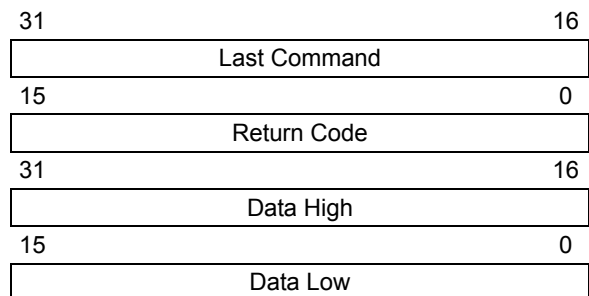 31 16
Last Command
15 0
Return Code
31 16
Data High
15 0
Data Low